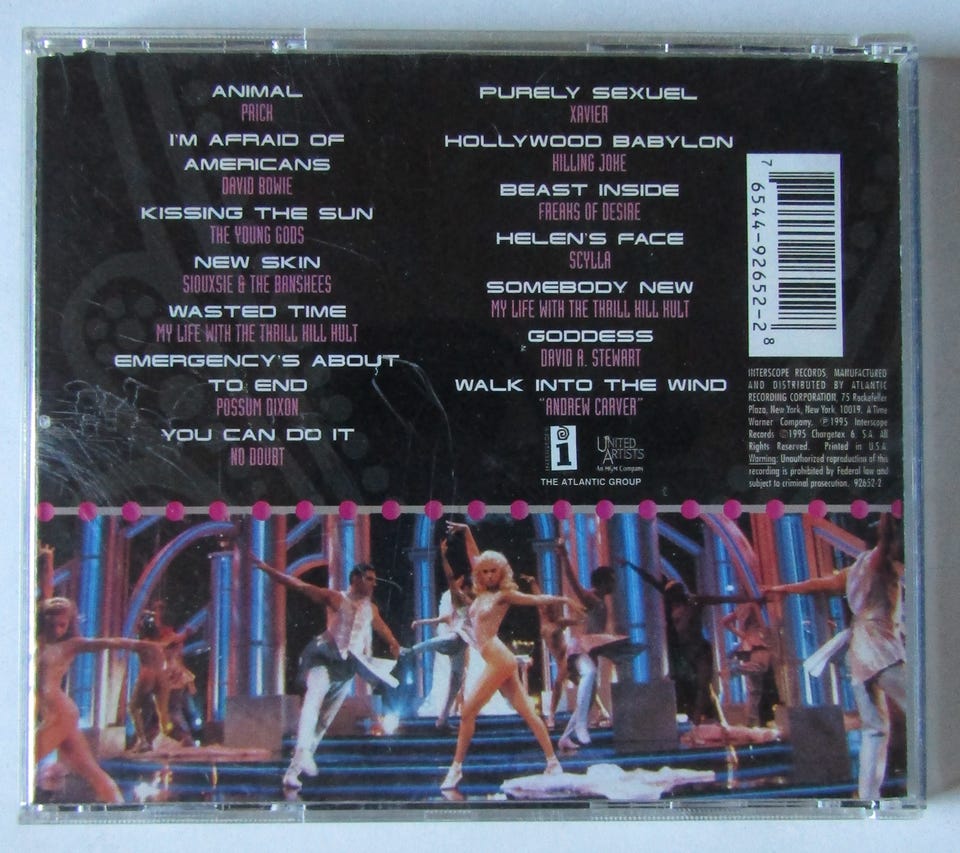 ANIMAL
PRICK
I'M AFRAID OF
AMERICANS
DAVID BOWIE
KISSING THE SUN
THE YOUNG GODS
NEW SKIN
SIOUXSIE & THE BANSHEES
WASTED TIME
MY LIFE WITH THE THRILL KILL KULT
EMERGENCY'S ABOUT
TO END
POSSUM DIXON
YOU CAN DO IT
NO DOUBT
PURELY SEXUEL
XAVIER
HOLLYWOOD BABYLON
KILLING JOKE
BEAST INSIDE
FREAKS OF DESIRE
HELEN'S FACE
SCYLLA
SOMEBODY NEW
MY LIFE WITH THE THRILL KILL KULT
GODDESS
DAVID A. STEWART
WALK INTO THE WIND
"ANDREW CARVER"
INTERSCOPE
i
UNITED
ARTISTS
An MGM Company
THE ATLANTIC GROUP
7 6544-92652-2 8
INTERSCOPE RECORDS, MANUFACTURED
AND DISTRIBUTED BY ATLANTIC
RECORDING CORPORATION, 75 Rockefeller
Plaza, New York, New York, 10019. A Time
Warner Company. ℗1995 Interscope
Records ©1995 Chargetex 6, S.A. All
Rights Reserved. Printed in U.S.A.
Warning: Unauthorized reproduction of this
recording is prohibited by Federal law and
subject to criminal prosecution. 92652-2